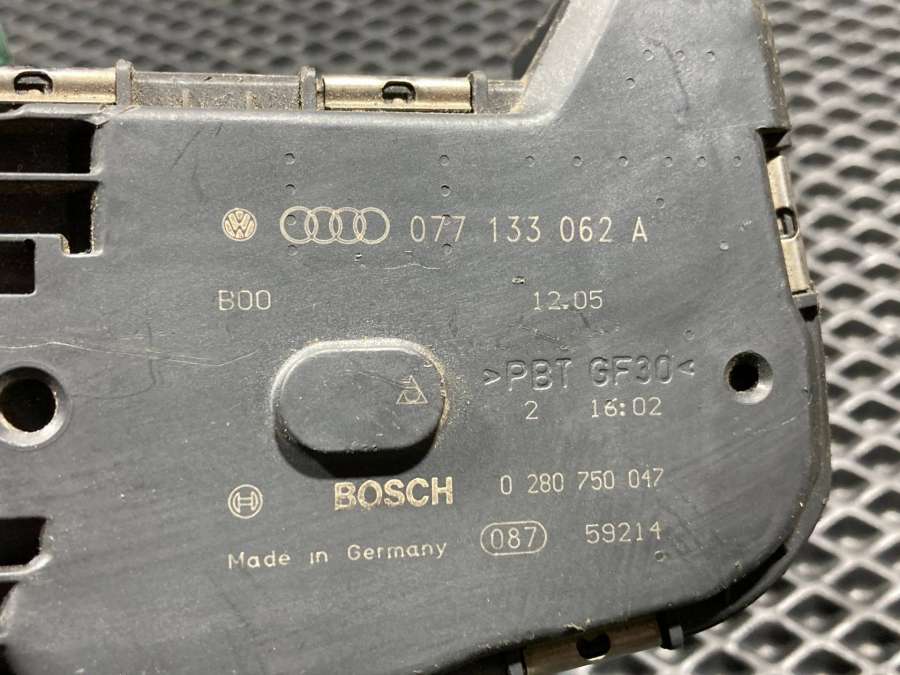 077 133 062 A
B00 12.05
>PBT GF30<
2 16:02
BOSCH 0 280 750 047
Made in Germany 087 59214